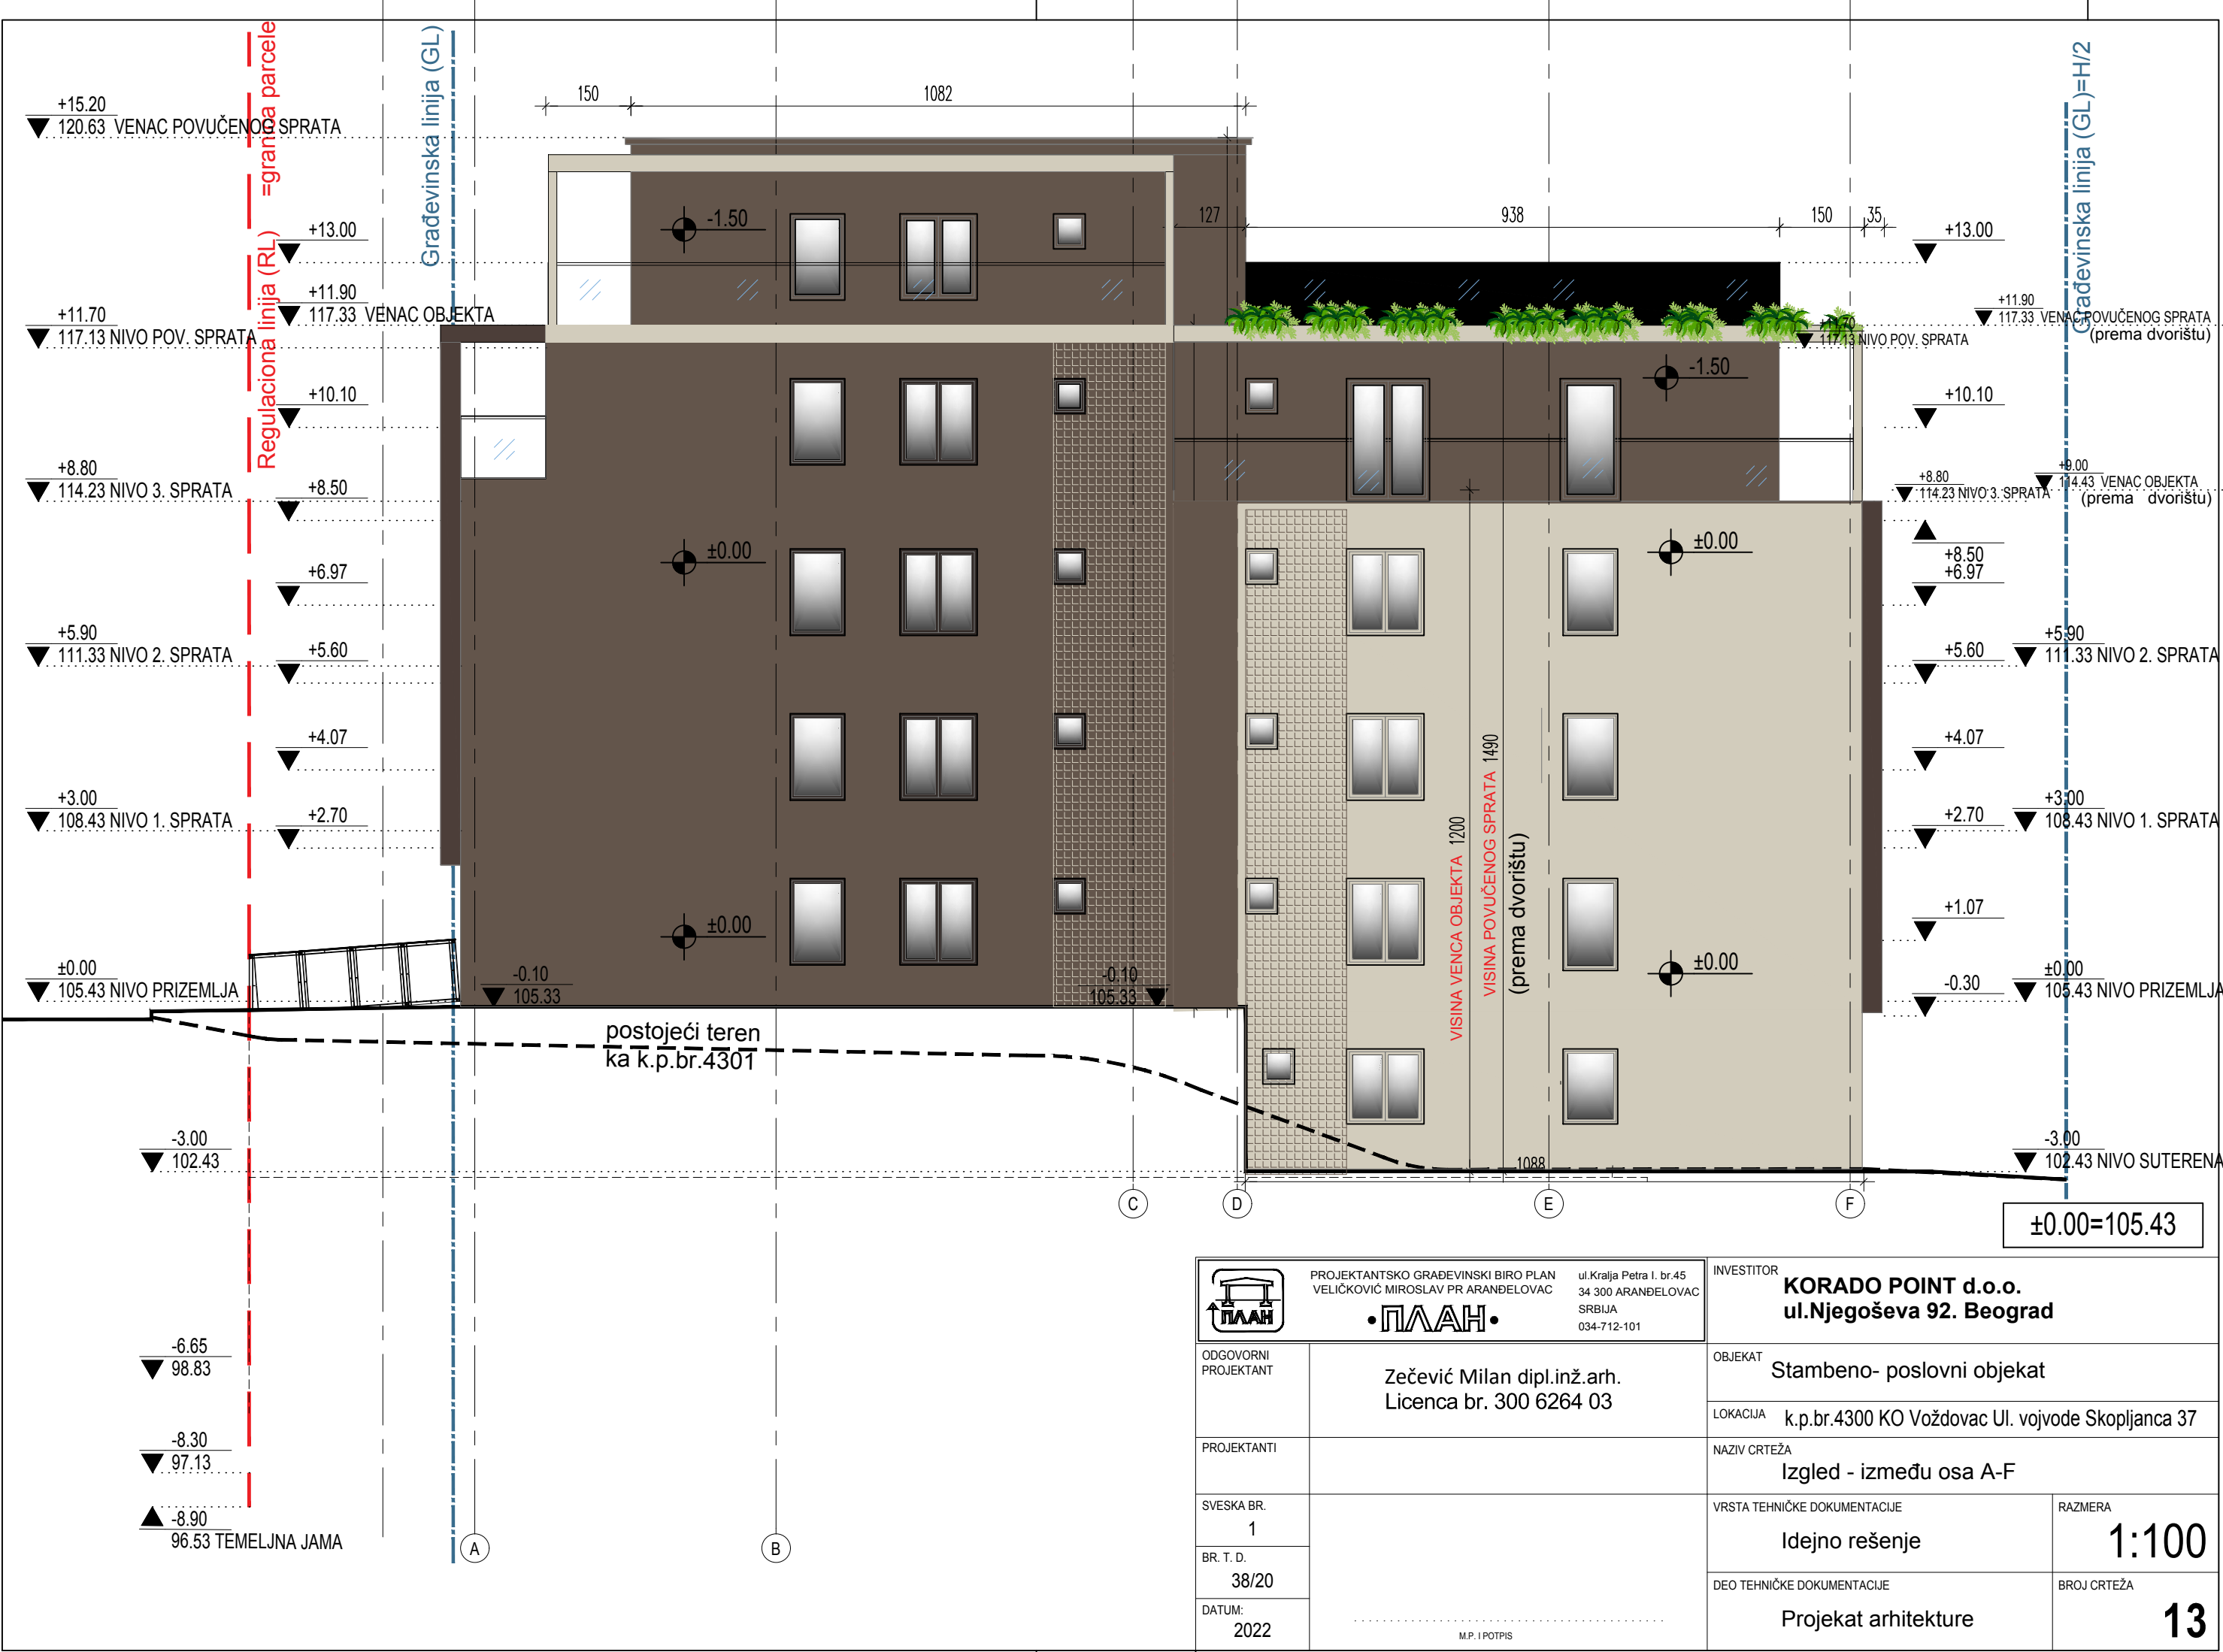 150
1082
+15.20
120.63 VENAC POVUČENOG SPRATA
Regulaciona linija (RL) =granica parcele
Građevinska linija (GL)
Građevinska linija (GL)=H/2
+13.00
+11.90
117.33 VENAC OBJEKTA
+11.70
117.13 NIVO POV. SPRATA
+10.10
+8.80
114.23 NIVO 3. SPRATA
+8.50
+6.97
+5.90
111.33 NIVO 2. SPRATA
+5.60
+4.07
+3.00
108.43 NIVO 1. SPRATA
+2.70
±0.00
105.43 NIVO PRIZEMLJA
-3.00
102.43
-6.65
98.83
-8.30
97.13
-8.90
96.53 TEMELJNA JAMA
-1.50
±0.00
±0.00
-0.10
105.33
-0.10
105.33
postojeći teren
ka k.p.br.4301
127
938
150
35
-1.50
±0.00
±0.00
VISINA VENCA OBJEKTA 1200
VISINA POVUČENOG SPRATA 1490
(prema dvorištu)
1088
+13.00
+11.90
117.33 VENAC POVUČENOG SPRATA
(prema dvorištu)
117.13 NIVO POV. SPRATA
+10.10
+9.00
114.43 VENAC OBJEKTA
(prema dvorištu)
+8.80
114.23 NIVO 3. SPRATA
+8.50
+6.97
+5.90
111.33 NIVO 2. SPRATA
+5.60
+4.07
+3.00
108.43 NIVO 1. SPRATA
+2.70
+1.07
±0.00
105.43 NIVO PRIZEMLJA
-0.30
-3.00
102.43 NIVO SUTERENA
A
B
C
D
E
F
±0.00=105.43
ПЛАН
PROJEKTANTSKO GRAĐEVINSKI BIRO PLAN
VELIČKOVIĆ MIROSLAV PR ARANĐELOVAC
•ПЛАН•
ul.Kralja Petra I. br.45
34 300 ARANĐELOVAC
SRBIJA
034-712-101
INVESTITOR
KORADO POINT d.o.o.
ul.Njegoševa 92. Beograd
ODGOVORNI
PROJEKTANT
Zečević Milan dipl.inž.arh.
Licenca br. 300 6264 03
OBJEKAT
Stambeno- poslovni objekat
LOKACIJA
k.p.br.4300 KO Voždovac Ul. vojvode Skopljanca 37
PROJEKTANTI
NAZIV CRTEŽA
Izgled - između osa A-F
SVESKA BR.
1
VRSTA TEHNIČKE DOKUMENTACIJE
Idejno rešenje
RAZMERA
1:100
BR. T. D.
38/20
DEO TEHNIČKE DOKUMENTACIJE
Projekat arhitekture
BROJ CRTEŽA
13
DATUM:
2022
M.P. I POTPIS